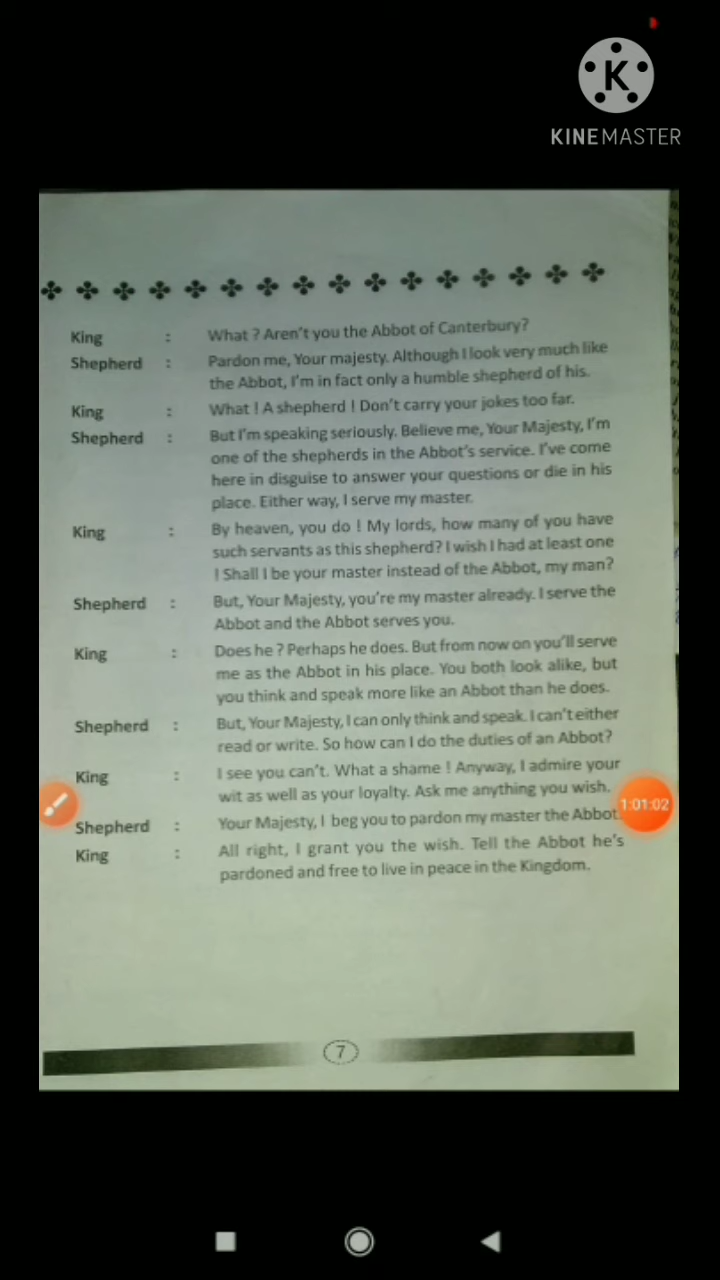 KINEMASTER
King : What ? Aren't you the Abbot of Canterbury?
Shepherd : Pardon me, Your majesty. Although I look very much like
the Abbot, I'm in fact only a humble shepherd of his.
King : What ! A shepherd ! Don't carry your jokes too far.
Shepherd : But I'm speaking seriously. Believe me, Your Majesty, I'm
one of the shepherds in the Abbot's service. I've come
here in disguise to answer your questions or die in his
place. Either way, I serve my master.
King : By heaven, you do ! My lords, how many of you have
such servants as this shepherd? I wish I had at least one
! Shall I be your master instead of the Abbot, my man?
Shepherd : But, Your Majesty, you're my master already. I serve the
Abbot and the Abbot serves you.
King : Does he ? Perhaps he does. But from now on you'll serve
me as the Abbot in his place. You both look alike, but
you think and speak more like an Abbot than he does.
Shepherd : But, Your Majesty, I can only think and speak. I can't either
read or write. So how can I do the duties of an Abbot?
King : I see you can't. What a shame ! Anyway, I admire your
wit as well as your loyalty. Ask me anything you wish.
1:01:02
Shepherd : Your Majesty, I beg you to pardon my master the Abbot.
King : All right, I grant you the wish. Tell the Abbot he's
pardoned and free to live in peace in the Kingdom.
7